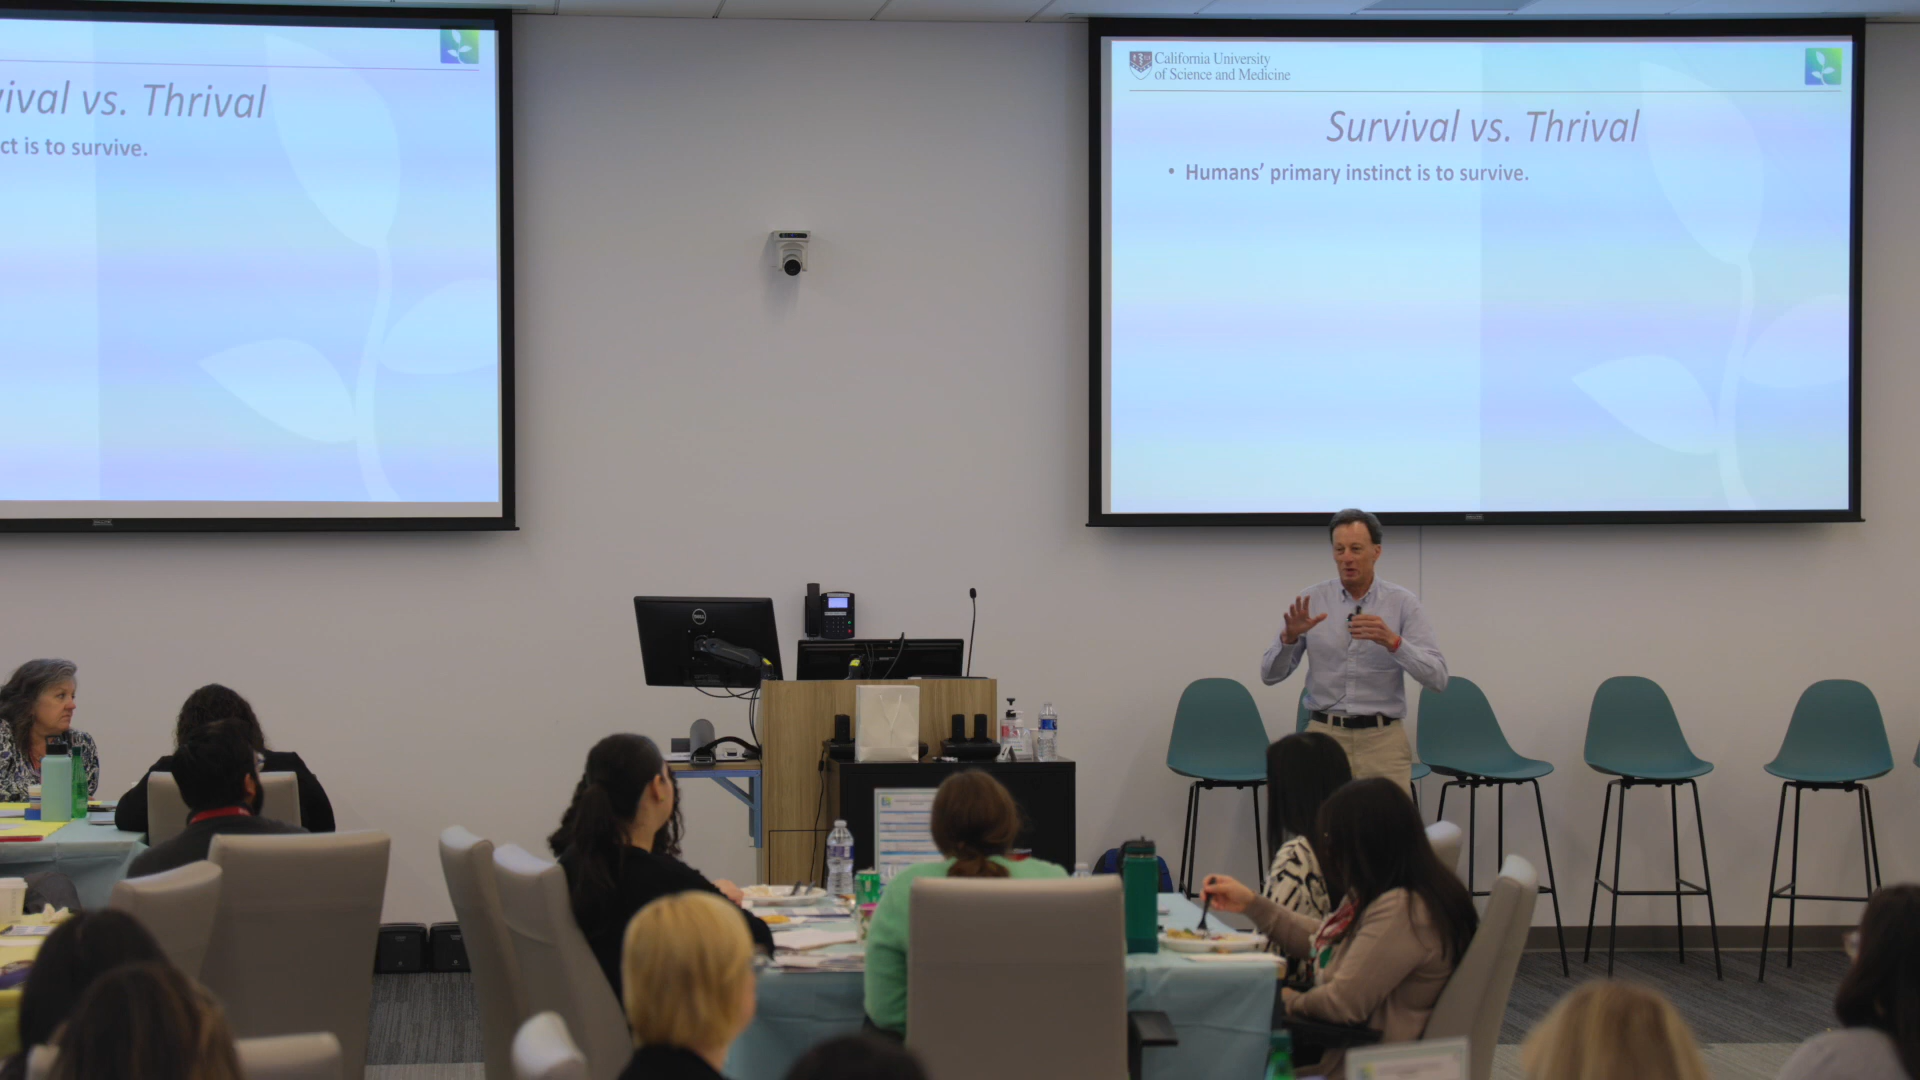 ival vs. Thrival
ct is to survive.
California University
of Science and Medicine
Survival vs. Thrival
• Humans' primary instinct is to survive.
DELL